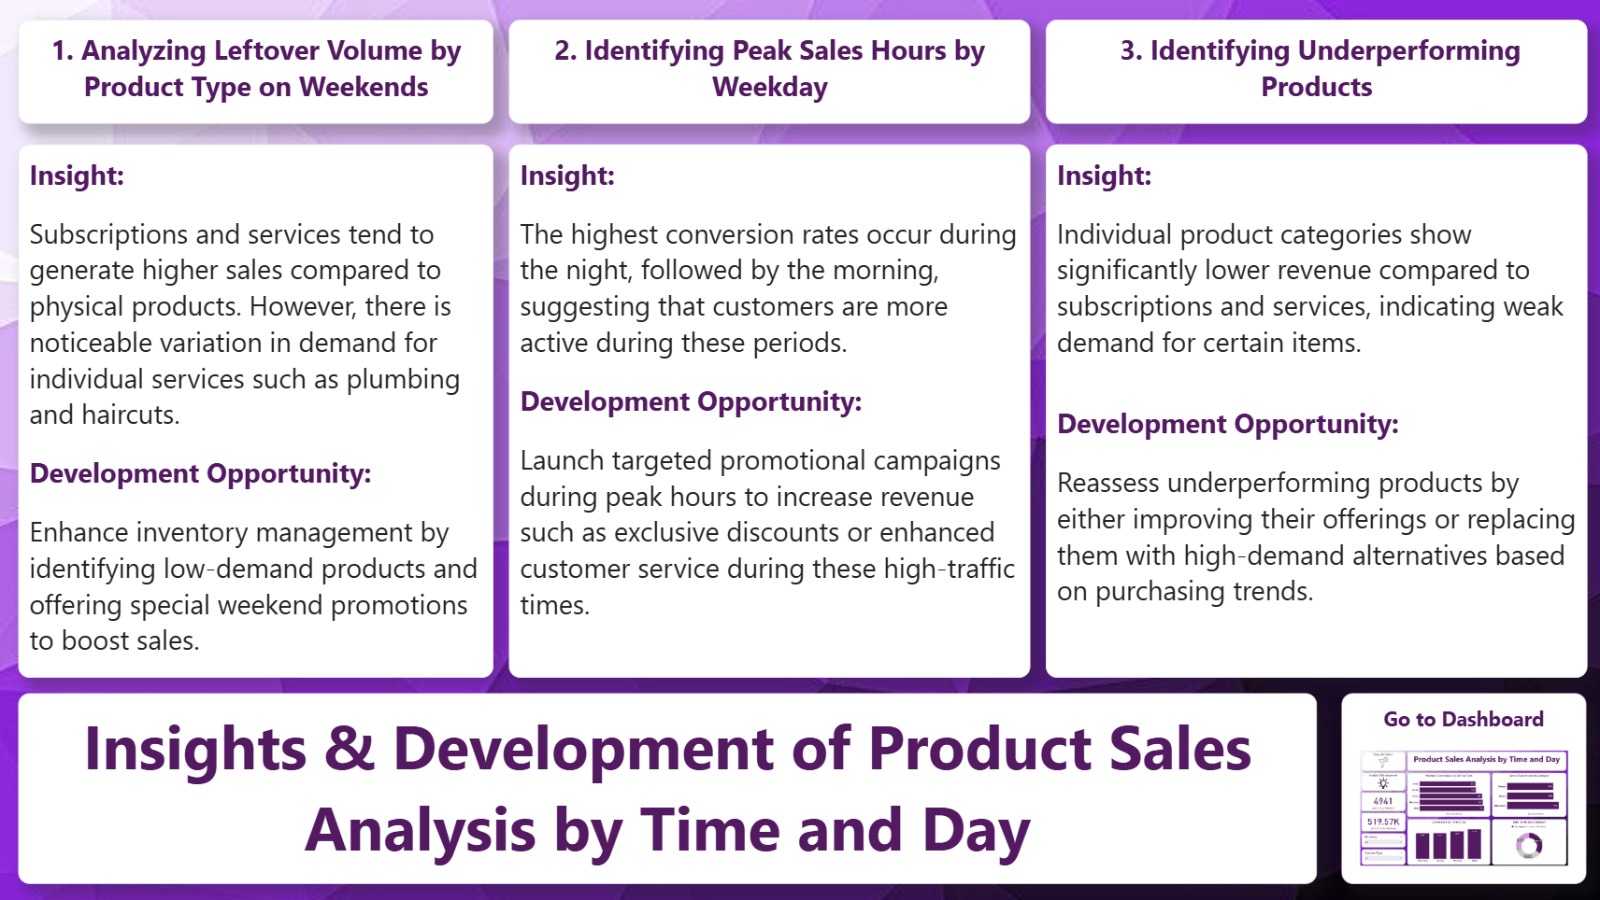 1. Analyzing Leftover Volume by
Product Type on Weekends
2. Identifying Peak Sales Hours by
Weekday
3. Identifying Underperforming
Products
Insight:
Subscriptions and services tend to
generate higher sales compared to
physical products. However, there is
noticeable variation in demand for
individual services such as plumbing
and haircuts.
Development Opportunity:
Enhance inventory management by
identifying low-demand products and
offering special weekend promotions
to boost sales.
Insight:
The highest conversion rates occur during
the night, followed by the morning,
suggesting that customers are more
active during these periods.
Development Opportunity:
Launch targeted promotional campaigns
during peak hours to increase revenue
such as exclusive discounts or enhanced
customer service during these high-traffic
times.
Insight:
Individual product categories show
significantly lower revenue compared to
subscriptions and services, indicating weak
demand for certain items.
Development Opportunity:
Reassess underperforming products by
either improving their offerings or replacing
them with high-demand alternatives based
on purchasing trends.
Insights & Development of Product Sales
Analysis by Time and Day
Go to Dashboard
Product Sales Analysis by Time and Day
4941
519.57K